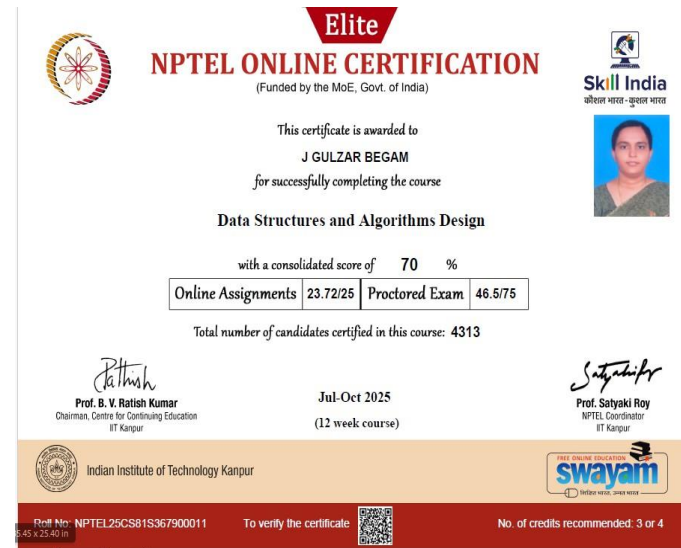 Elite
NPTEL ONLINE CERTIFICATION
(Funded by the MoE, Govt. of India)
Skill India
कौशल भारत - कुशल भारत
This certificate is awarded to
J GULZAR BEGAM
for successfully completing the course
Data Structures and Algorithms Design
with a consolidated score of 70 %
Online Assignments 23.72/25 Proctored Exam 46.5/75
Total number of candidates certified in this course: 4313
Prof. B. V. Ratish Kumar
Chairman, Centre for Continuing Education
IIT Kanpur
Jul-Oct 2025
(12 week course)
Prof. Satyaki Roy
NPTEL Coordinator
IIT Kanpur
Indian Institute of Technology Kanpur
FREE ONLINE EDUCATION
swayam
शिक्षित भारत, उन्नत भारत
Roll No: NPTEL25CS81S367900011
To verify the certificate
No. of credits recommended: 3 or 4
5.45 x 25.40 in